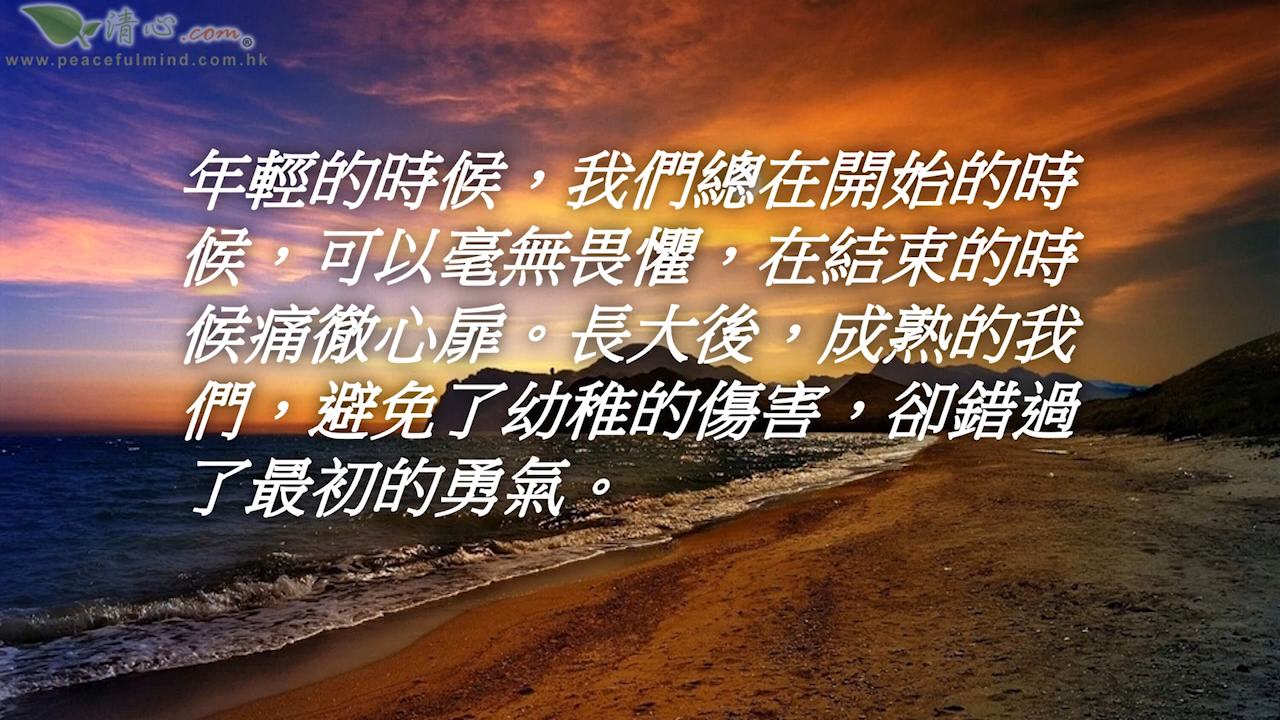 清心.com®
www.peacefulmind.com.hk
年輕的時候，我們總在開始的時
候，可以毫無畏懼，在結束的時
候痛徹心扉。長大後，成熟的我
們，避免了幼稚的傷害，卻錯過
了最初的勇氣。